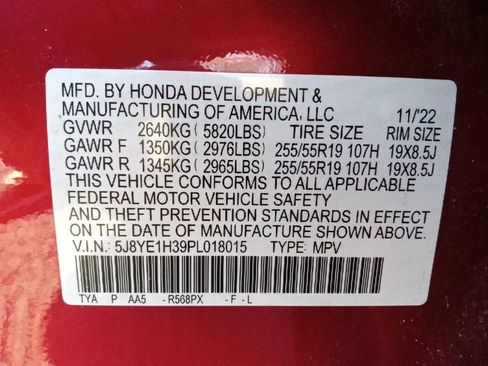 MFD. BY HONDA DEVELOPMENT &
MANUFACTURING OF AMERICA, LLC 11/'22
GVWR 2640KG ( 5820LBS) TIRE SIZE RIM SIZE
GAWR F 1350KG ( 2976LBS) 255/55R19 107H 19X8.5J
GAWR R 1345KG ( 2965LBS) 255/55R19 107H 19X8.5J
THIS VEHICLE CONFORMS TO ALL APPLICABLE
FEDERAL MOTOR VEHICLE SAFETY
AND THEFT PREVENTION STANDARDS IN EFFECT
ON THE DATE OF MANUFACTURE SHOWN ABOVE.
V.I.N.: 5J8YE1H39PL018015 TYPE: MPV
TYA P AA5 -R568PX -F-L